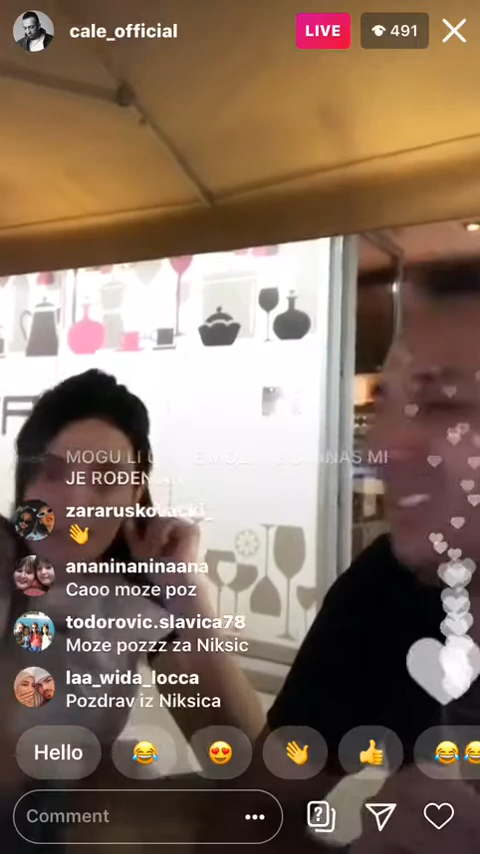 cale_official
LIVE
491
MOGU LI
MI
JE ROĐEN
👋
ananinaninaana
Caoo moze poz
todorovic.slavica78
Moze pozzz za Niksic
laa_wida_locca
Pozdrav iz Niksica
Hello
Comment